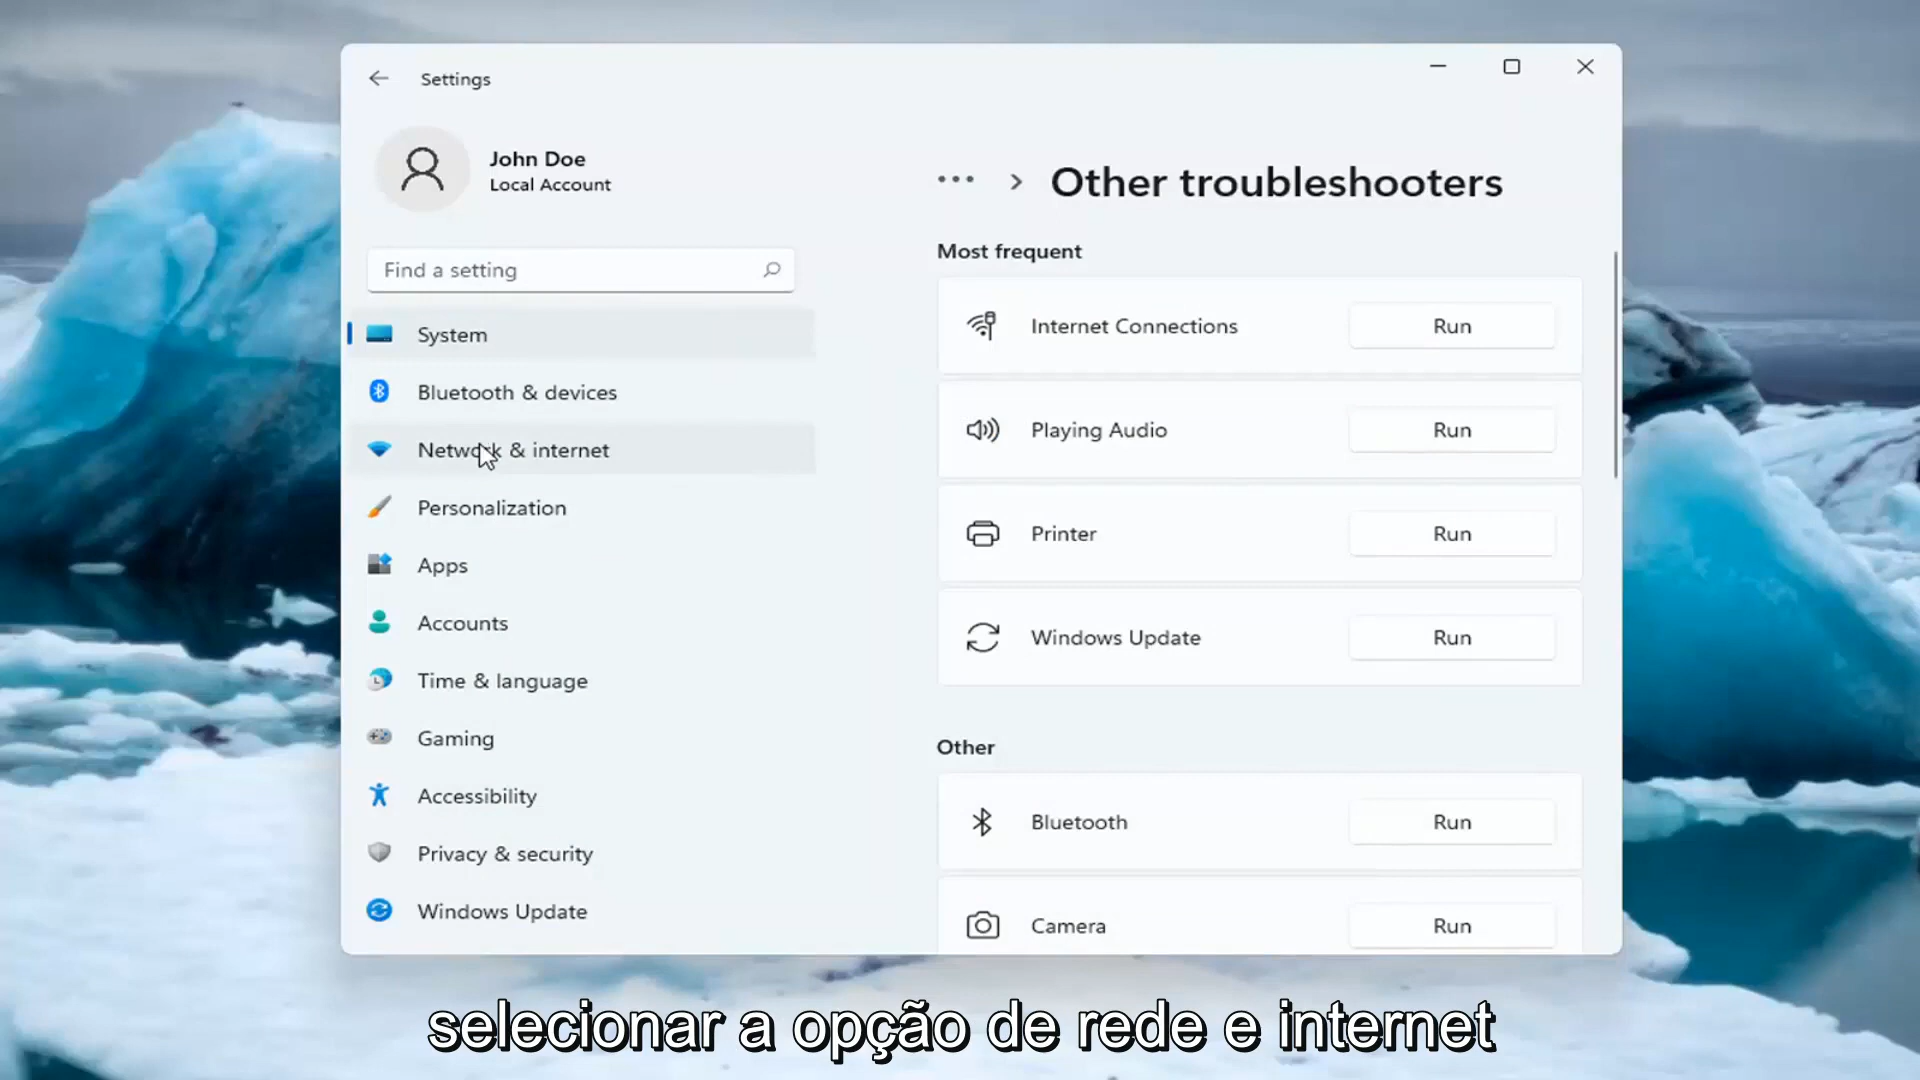 Settings
John Doe
Local Account
Find a setting
System
Bluetooth & devices
Network & internet
Personalization
Apps
Accounts
Time & language
Gaming
Accessibility
Privacy & security
Windows Update
Other troubleshooters
Most frequent
Internet Connections Run
Playing Audio Run
Printer Run
Windows Update Run
Other
Bluetooth Run
Camera Run
selecionar a opção de rede e internet